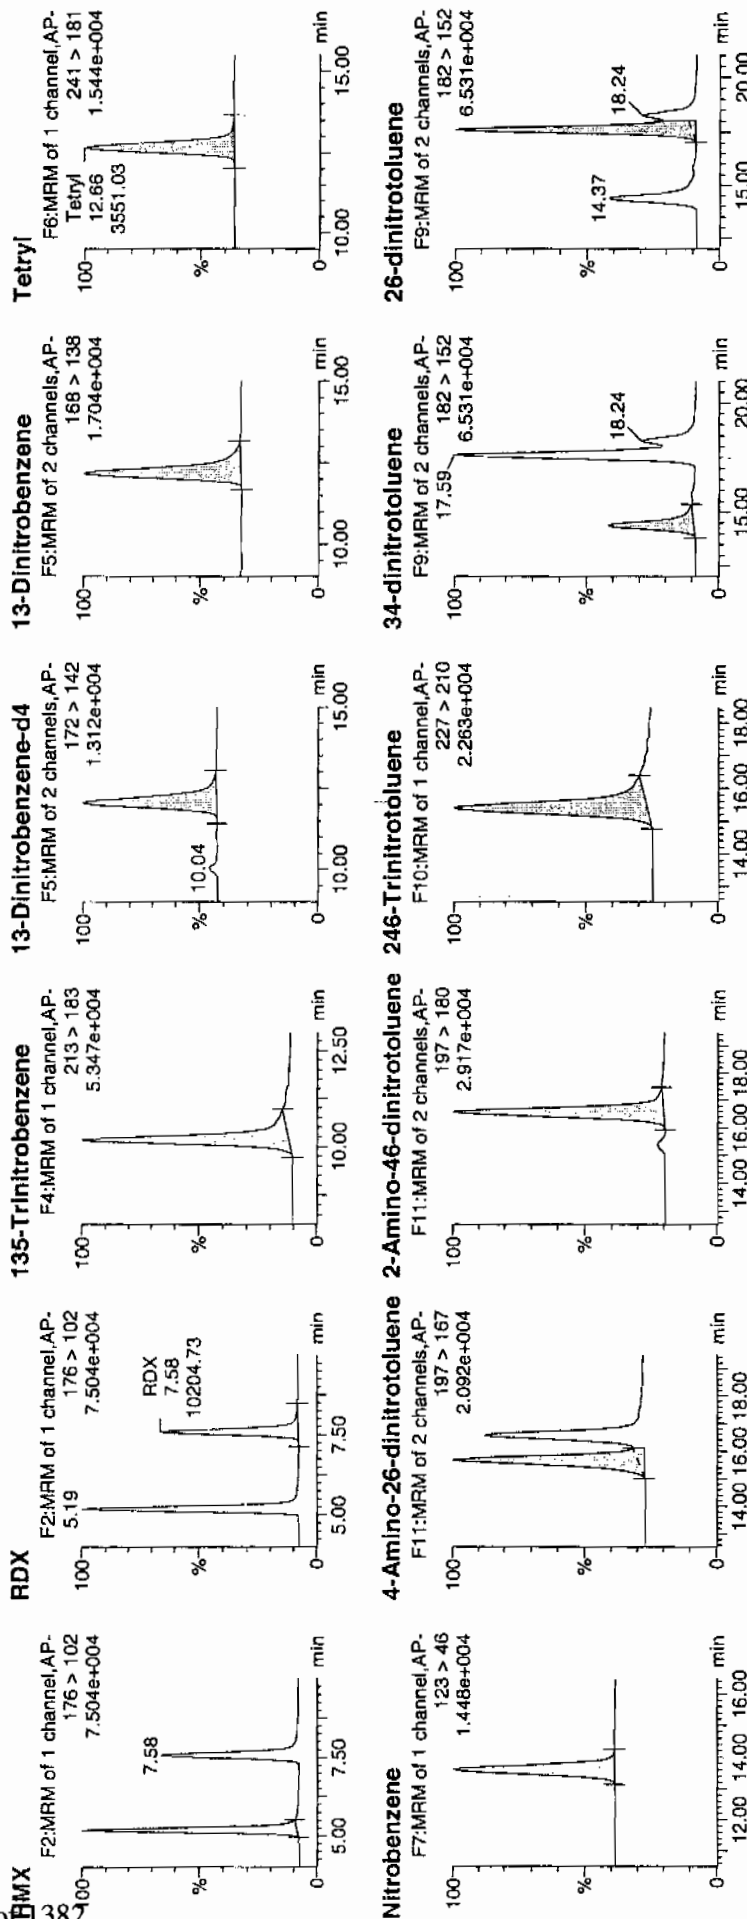 HMX
F2:MRM of 1 channel,AP-
176 > 102
7.504e+004
100
7.58
%
0
5.00
7.50
min
RDX
F2:MRM of 1 channel,AP-
5.19
176 > 102
7.504e+004
100
RDX
7.58
10204.73
%
0
5.00
7.50
min
135-Trinitrobenzene
F4:MRM of 1 channel,AP-
213 > 183
5.347e+004
100
%
0
10.00
12.50
min
13-Dinitrobenzene-d4
F5:MRM of 2 channels,AP-
172 > 142
1.312e+004
100
10.04
%
0
10.00
15.00
min
13-Dinitrobenzene
F5:MRM of 2 channels,AP-
168 > 138
1.704e+004
100
%
0
10.00
15.00
min
Tetryl
F6:MRM of 1 channel,AP-
241 > 181
1.544e+004
Tetryl
12.66
3551.03
100
%
0
10.00
15.00
min
Nitrobenzene
F7:MRM of 1 channel,AP-
123 > 46
1.448e+004
100
%
0
12.00
14.00
16.00
min
4-Amino-26-dinitrotoluene
F11:MRM of 2 channels,AP-
197 > 167
2.092e+004
100
%
0
14.00
16.00
18.00
min
2-Amino-46-dinitrotoluene
F11:MRM of 2 channels,AP-
197 > 180
2.917e+004
100
%
0
14.00
16.00
18.00
min
246-Trinitrotoluene
F10:MRM of 1 channel,AP-
227 > 210
2.263e+004
100
%
0
14.00
16.00
18.00
min
34-dinitrotoluene
F9:MRM of 2 channels,AP-
17.59
182 > 152
6.531e+004
100
18.24
%
0
15.00
20.00
min
26-dinitrotoluene
F9:MRM of 2 channels,AP-
182 > 152
6.531e+004
100
18.24
14.37
%
0
15.00
20.00
min
of 1382